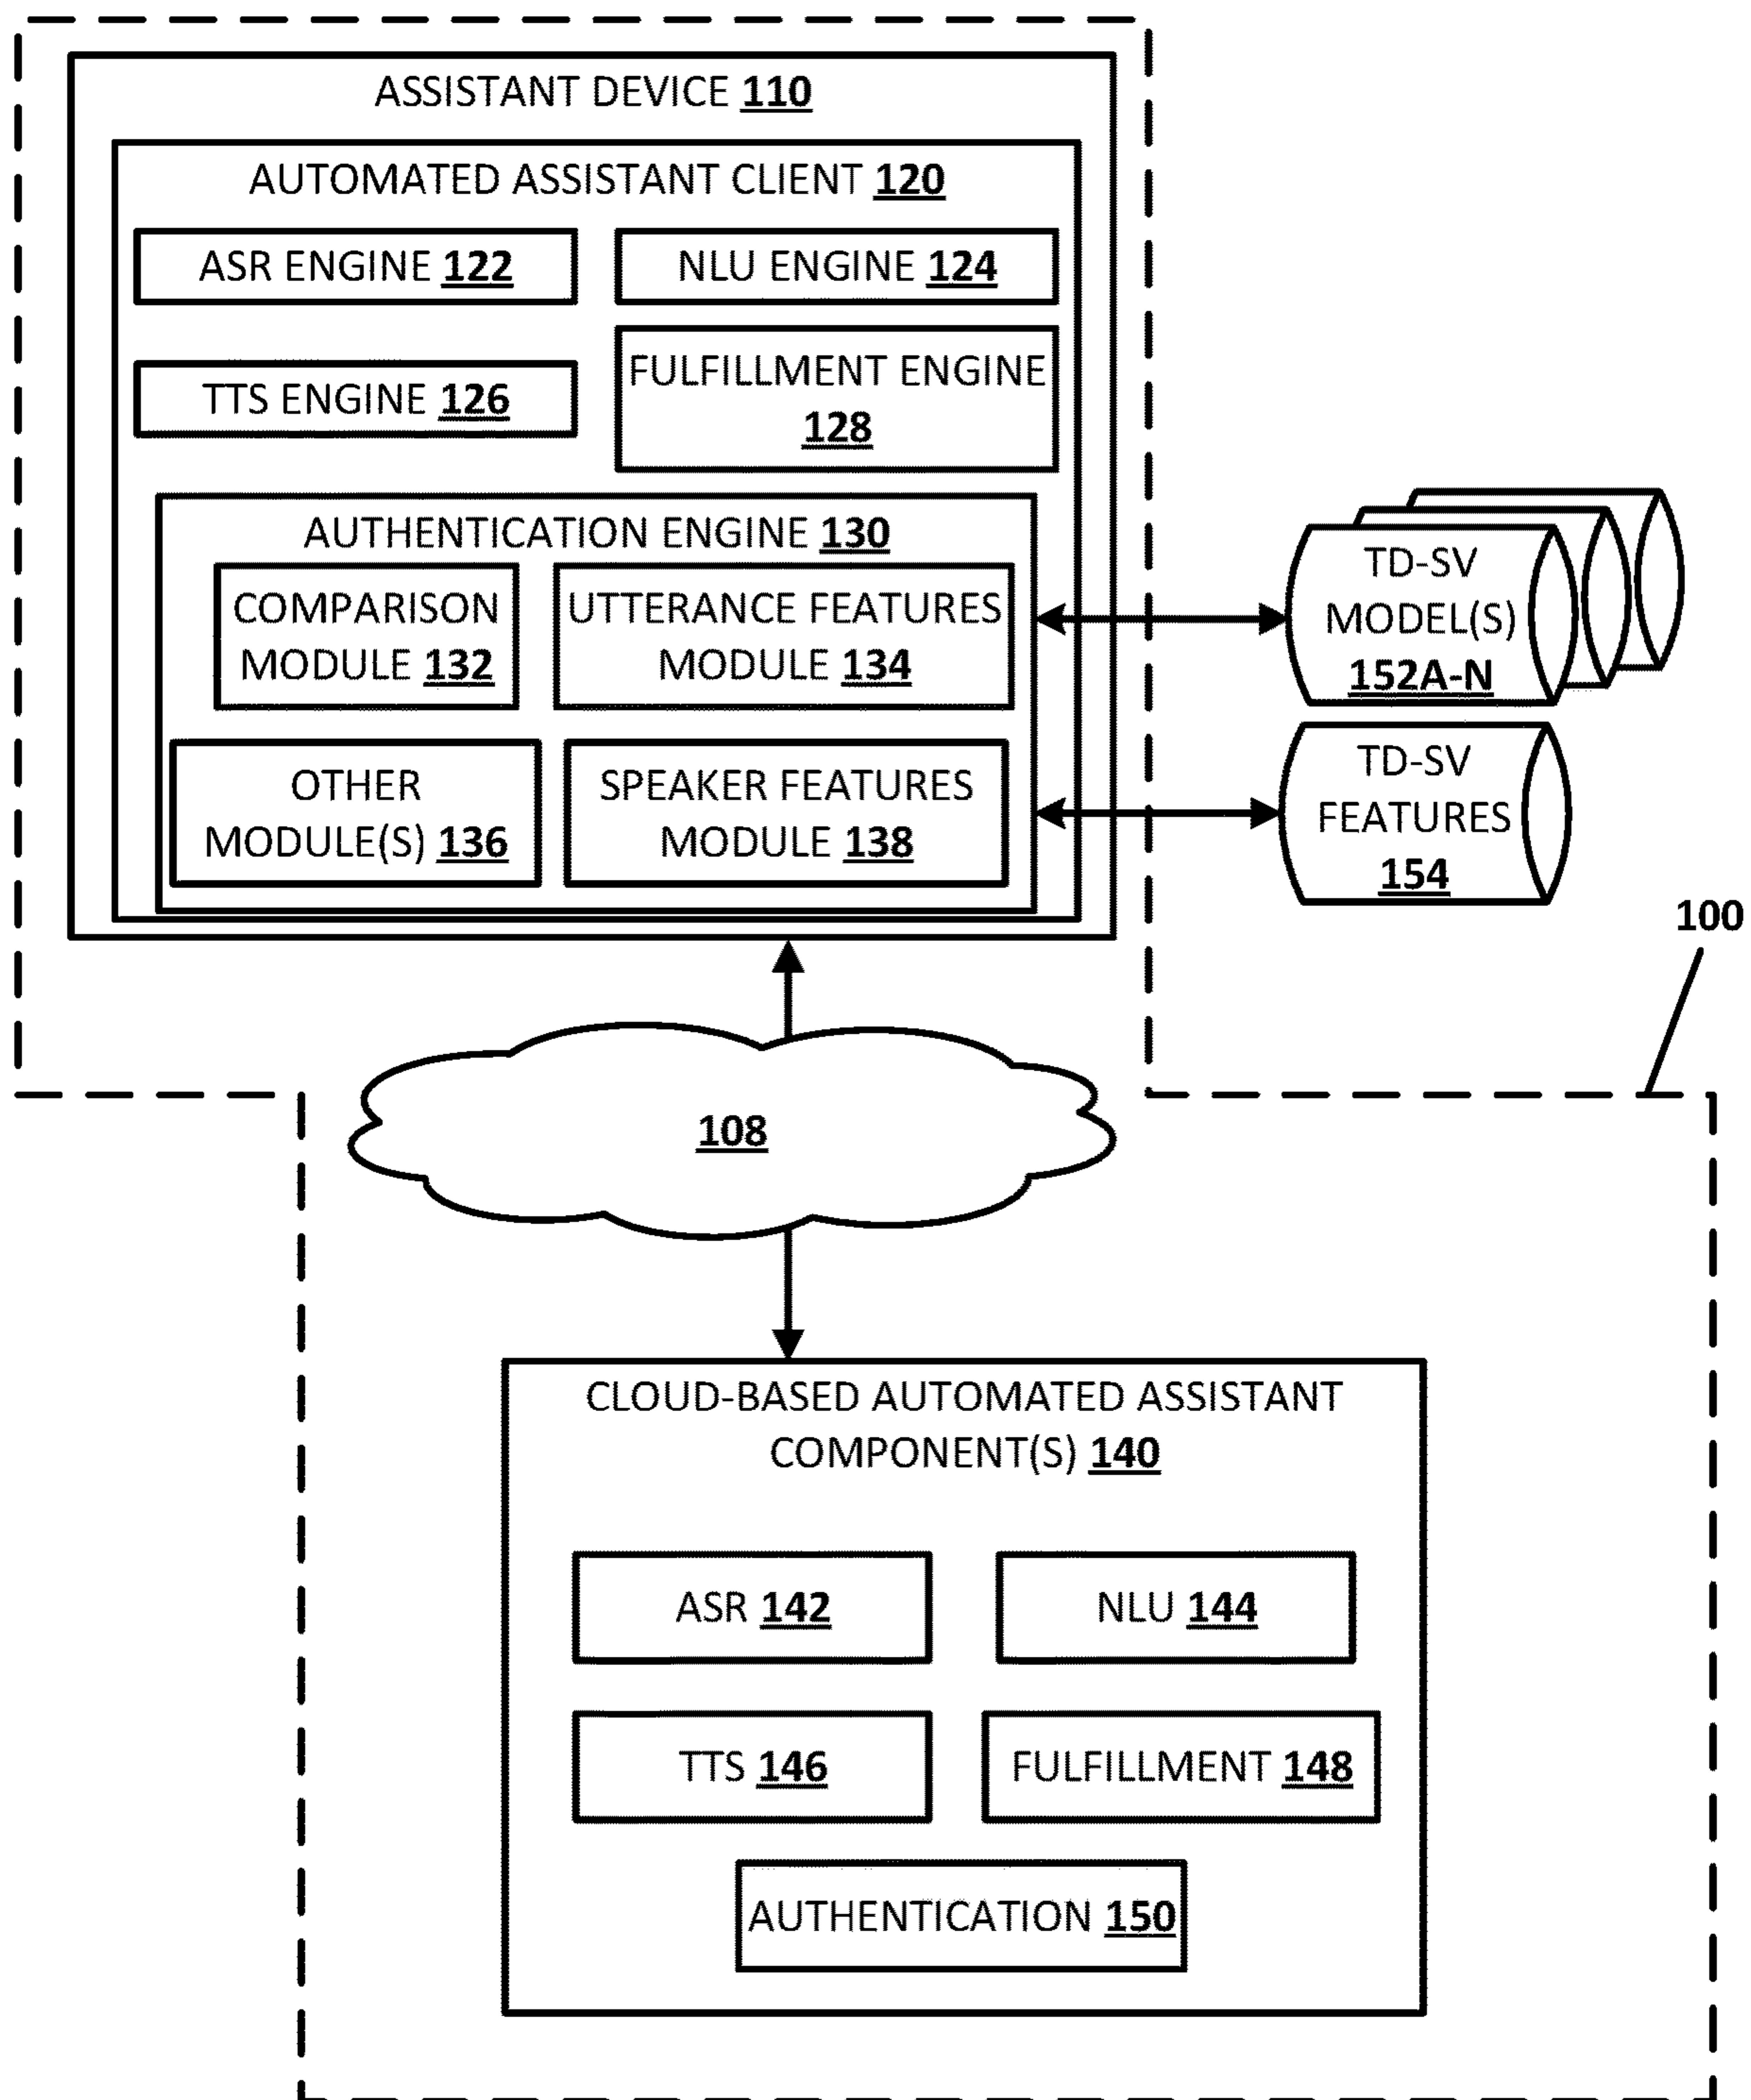 ASSISTANT DEVICE 110
AUTOMATED ASSISTANT CLIENT 120
ASR ENGINE 122
NLU ENGINE 124
TTS ENGINE 126
FULFILLMENT ENGINE
128
AUTHENTICATION ENGINE 130
COMPARISON
MODULE 132
UTTERANCE FEATURES
MODULE 134
OTHER
MODULE(S) 136
SPEAKER FEATURES
MODULE 138
TD-SV
MODEL(S)
152A-N
TD-SV
FEATURES
154
100
108
CLOUD-BASED AUTOMATED ASSISTANT
COMPONENT(S) 140
ASR 142
NLU 144
TTS 146
FULFILLMENT 148
AUTHENTICATION 150